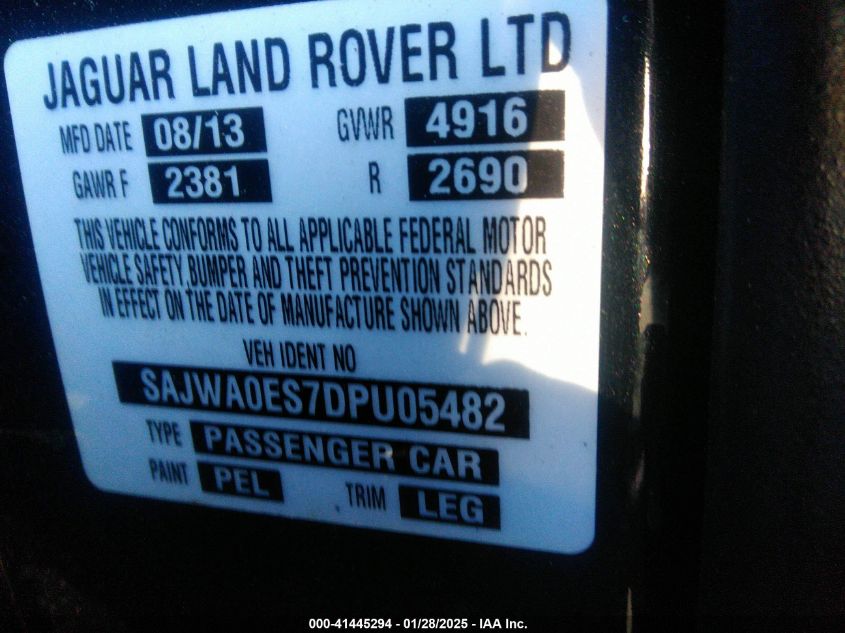 JAGUAR LAND ROVER LTD
MFD DATE 08/13 GVWR 4916
GAWR F 2381 R 2690
THIS VEHICLE CONFORMS TO ALL APPLICABLE FEDERAL MOTOR
VEHICLE SAFETY,BUMPER AND THEFT PREVENTION STANDARDS
IN EFFECT ON THE DATE OF MANUFACTURE SHOWN ABOVE.
VEH IDENT NO
SAJWA0ES7DPU05482
TYPE PASSENGER CAR
PAINT PEL TRIM LEG
000-41445294 - 01/28/2025 - IAA Inc.